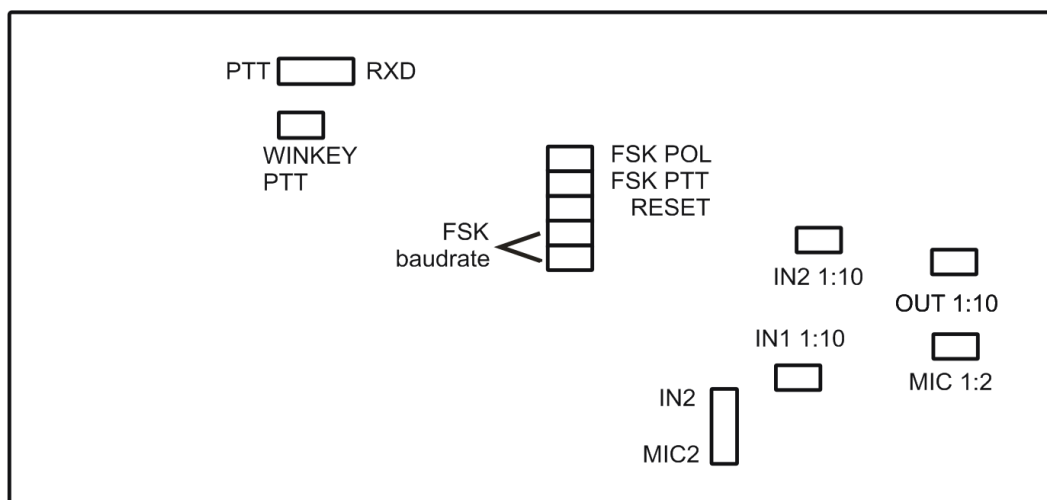 PTT RXD
WINKEY
PTT
FSK POL
FSK PTT
RESET
FSK
baudrate
IN2 1:10
OUT 1:10
IN1 1:10
MIC 1:2
IN2
MIC2